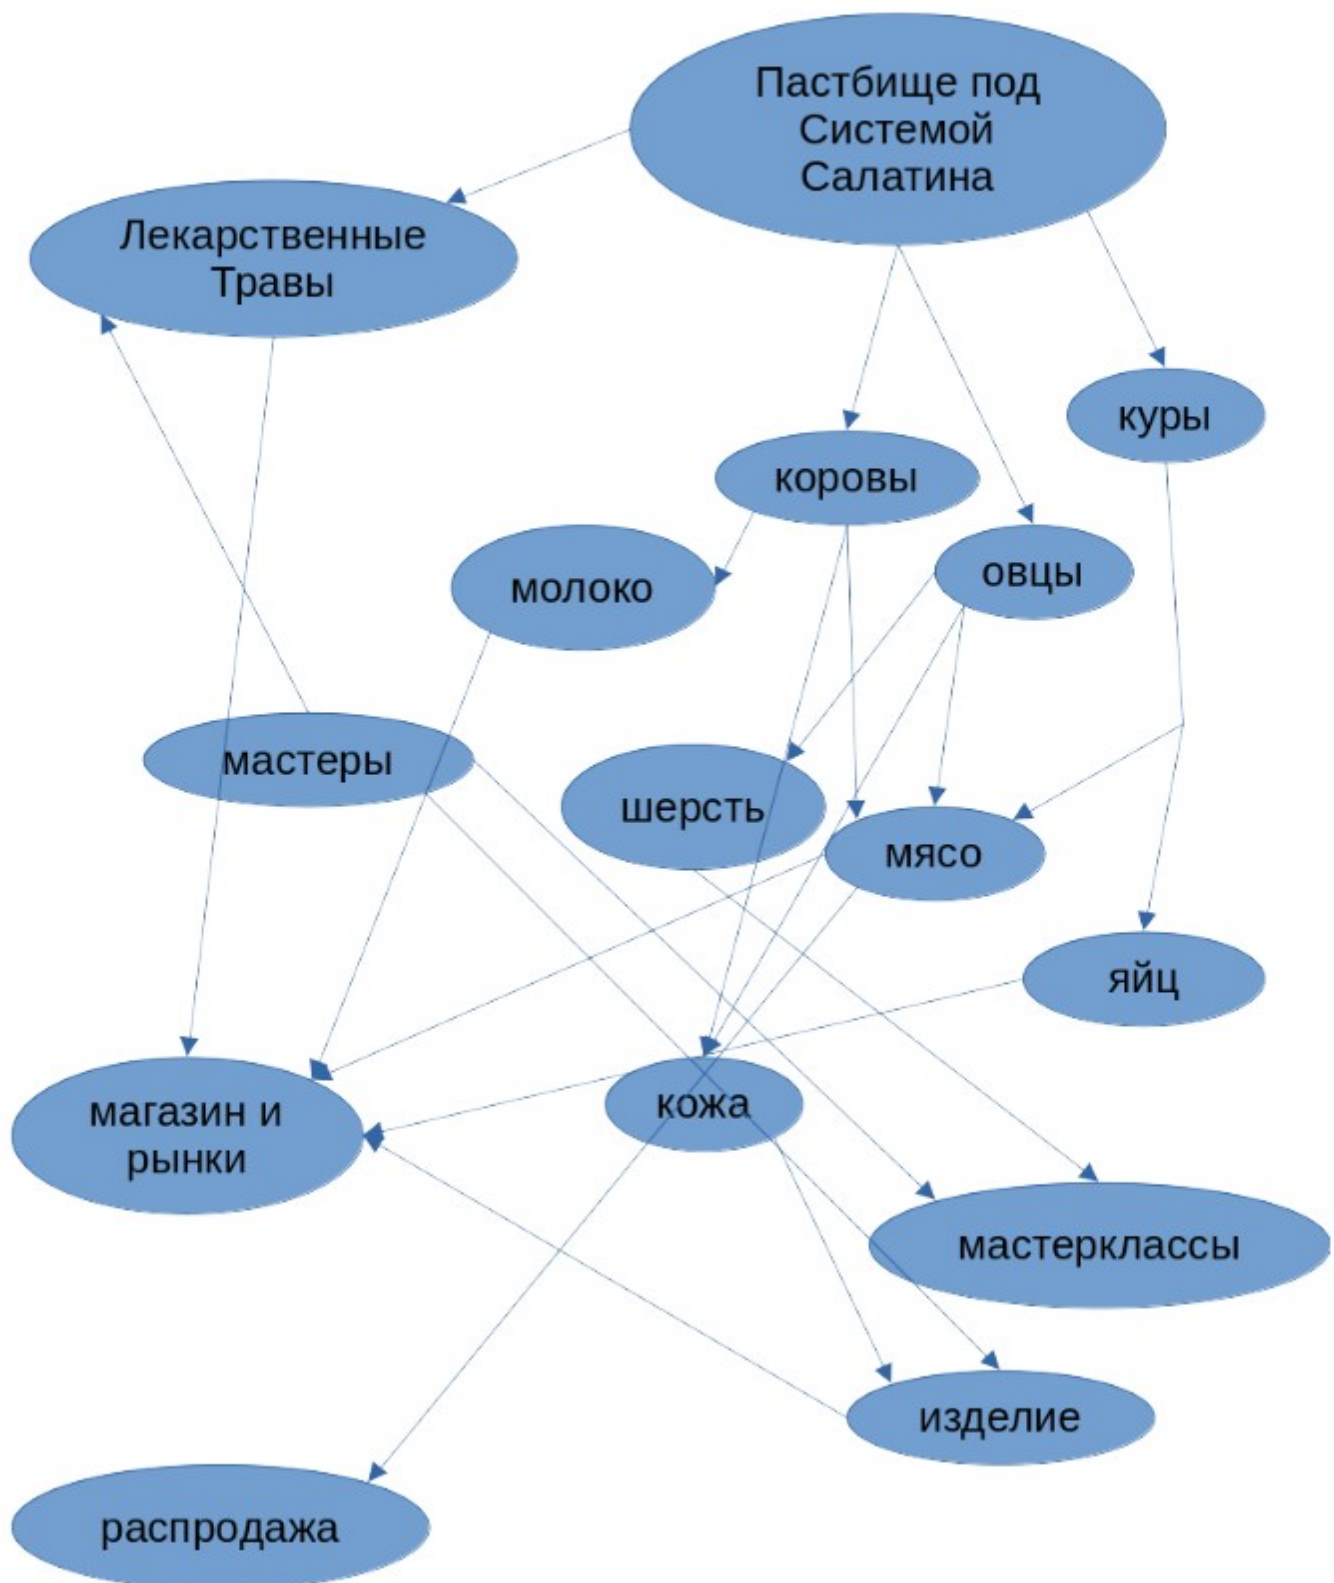 Пастбище под
Системой
Салатина
Лекарственные
Травы
куры
коровы
овцы
молоко
мастеры
шерсть
мясо
яйц
магазин и
рынки
кожа
мастерклассы
изделие
распродажа